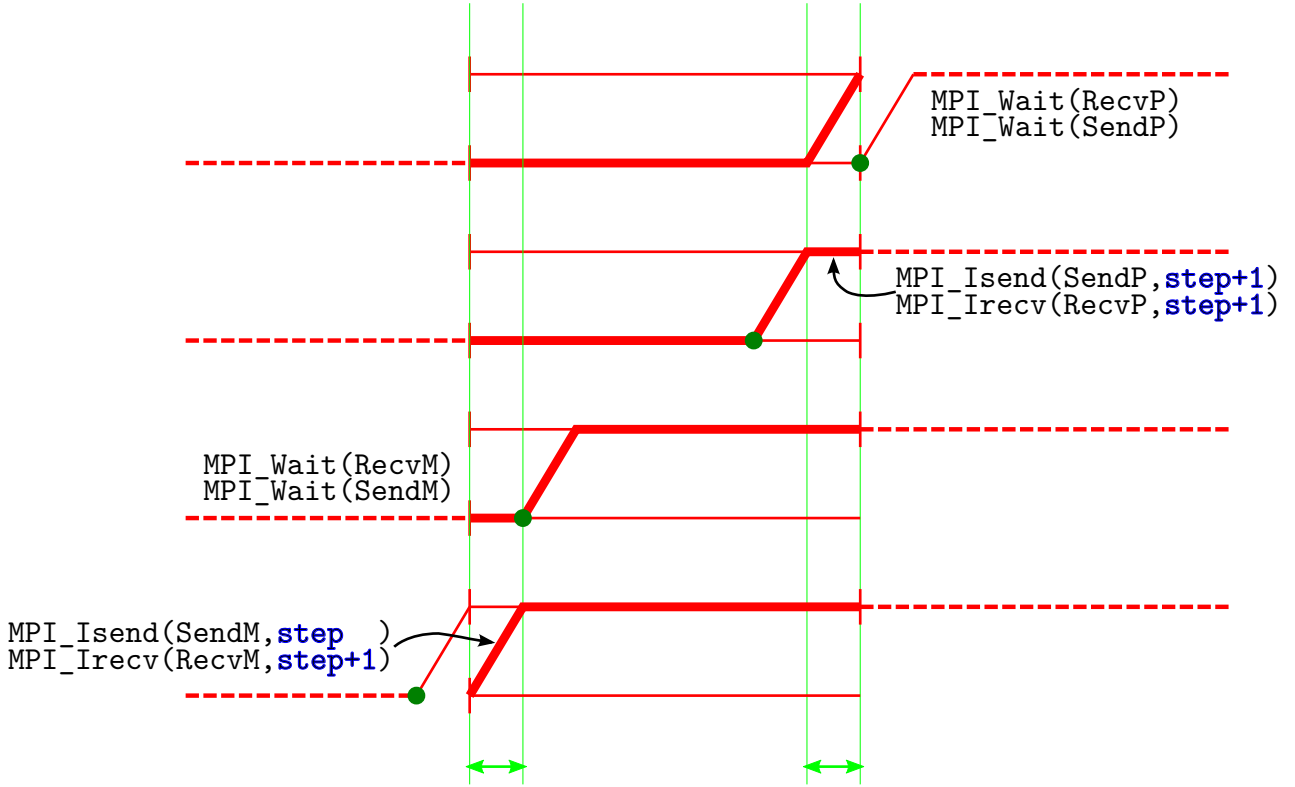 MPI_Wait(RecvP)
MPI_Wait(SendP)
MPI_Isend(SendP,step+1)
MPI_Irecv(RecvP,step+1)
MPI_Wait(RecvM)
MPI_Wait(SendM)
MPI_Isend(SendM,step  )
MPI_Irecv(RecvM,step+1)